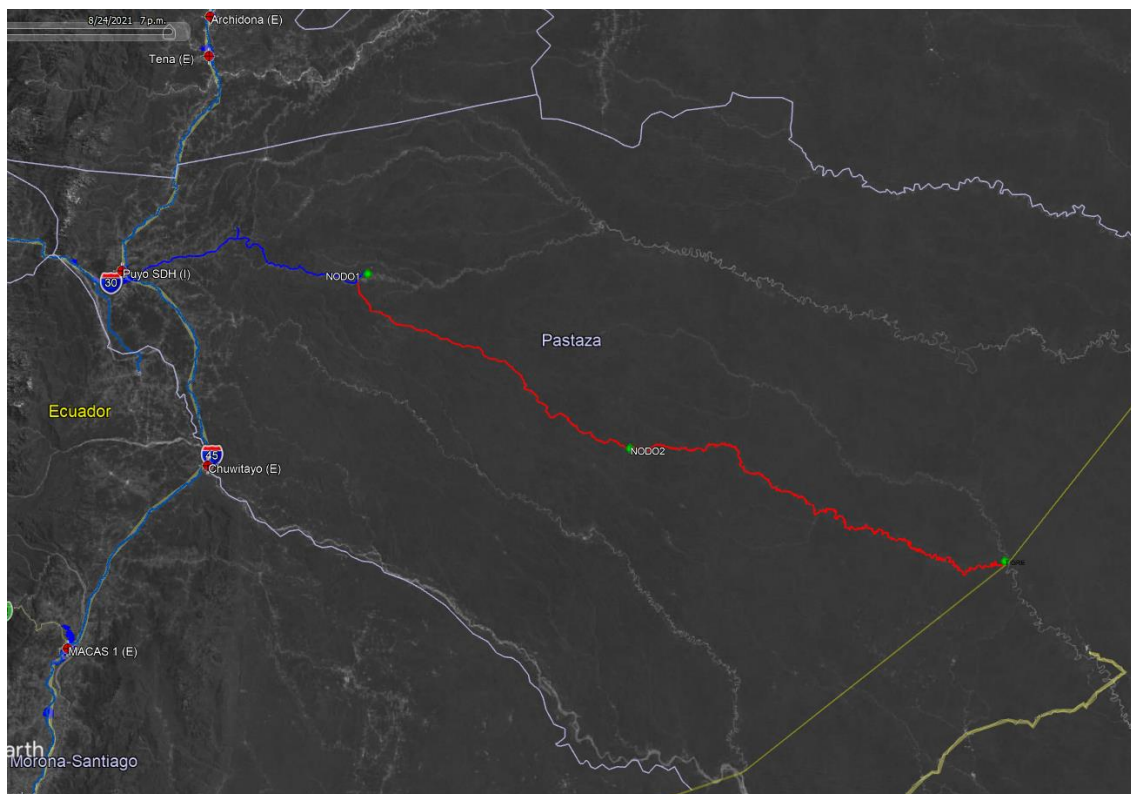 8/24/2021 7 p.m.
Archidona (E)
Tena (E)
Puyo SDH (I)
30
NODO1
Pastaza
Ecuador
45
Chuwitayo (E)
NODO2
MACAS 1 (E)
arth
Morona-Santiago